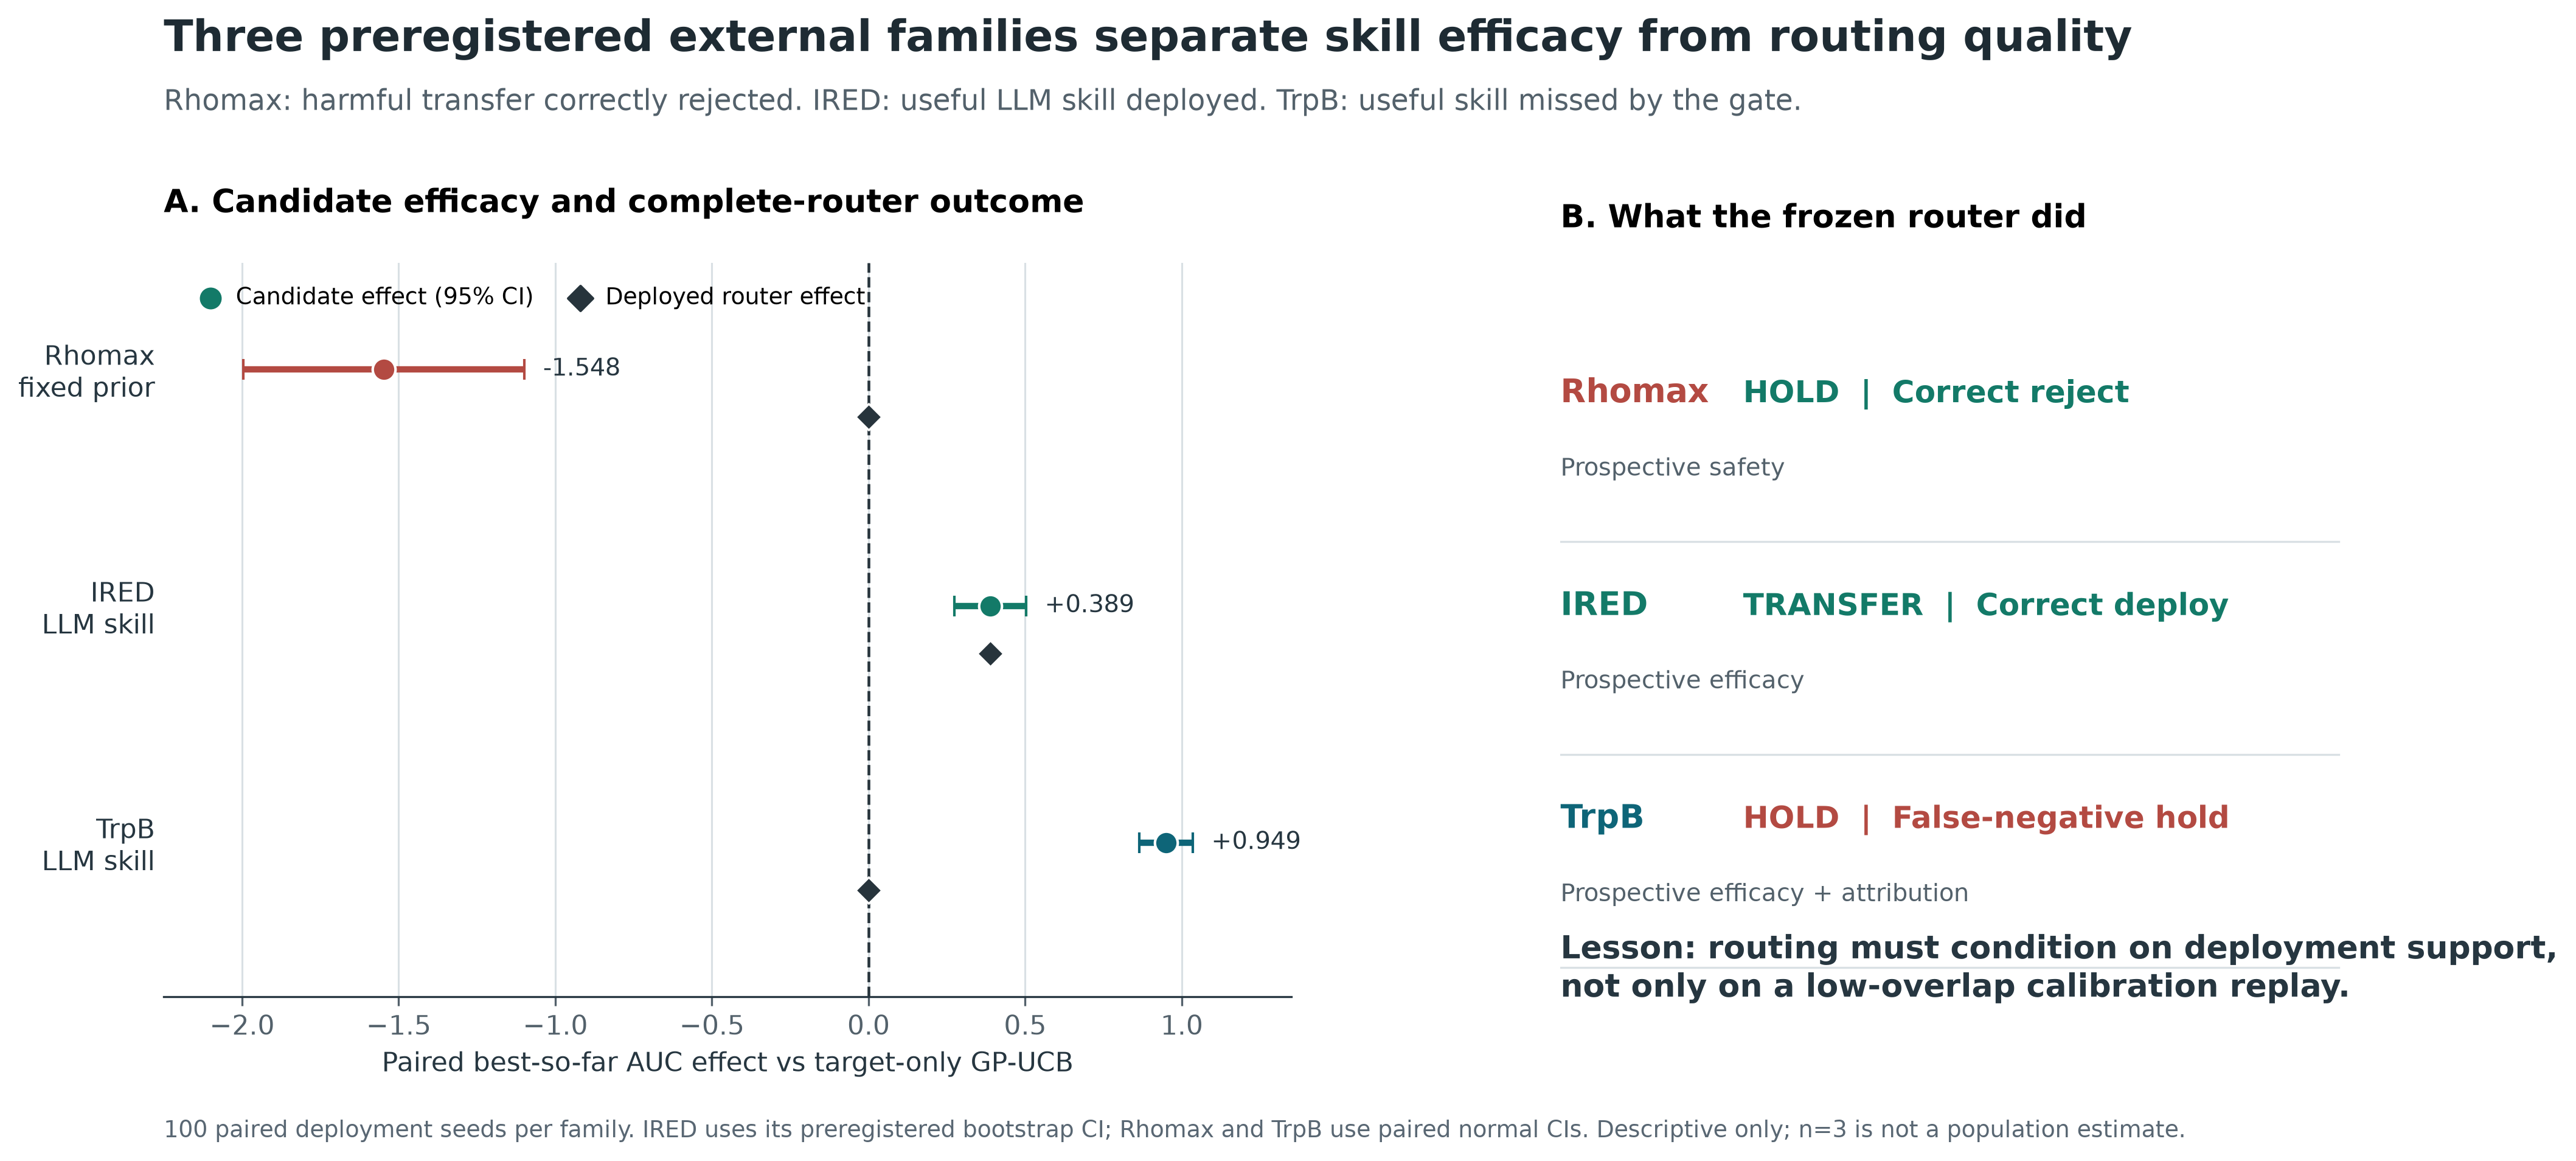 Three preregistered external families separate skill efficacy from routing quality
Rhomax: harmful transfer correctly rejected. IRED: useful LLM skill deployed. TrpB: useful skill missed by the gate.
A. Candidate efficacy and complete-router outcome
Candidate effect (95% CI)
Deployed router effect
Rhomax
fixed prior
-1.548
IRED
LLM skill
+0.389
TrpB
LLM skill
+0.949
−2.0
−1.5
−1.0
−0.5
0.0
0.5
1.0
Paired best-so-far AUC effect vs target-only GP-UCB
B. What the frozen router did
Rhomax HOLD | Correct reject
Prospective safety
IRED TRANSFER | Correct deploy
Prospective efficacy
TrpB HOLD | False-negative hold
Prospective efficacy + attribution
Lesson: routing must condition on deployment support,
not only on a low-overlap calibration replay.
100 paired deployment seeds per family. IRED uses its preregistered bootstrap CI; Rhomax and TrpB use paired normal CIs. Descriptive only; n=3 is not a population estimate.